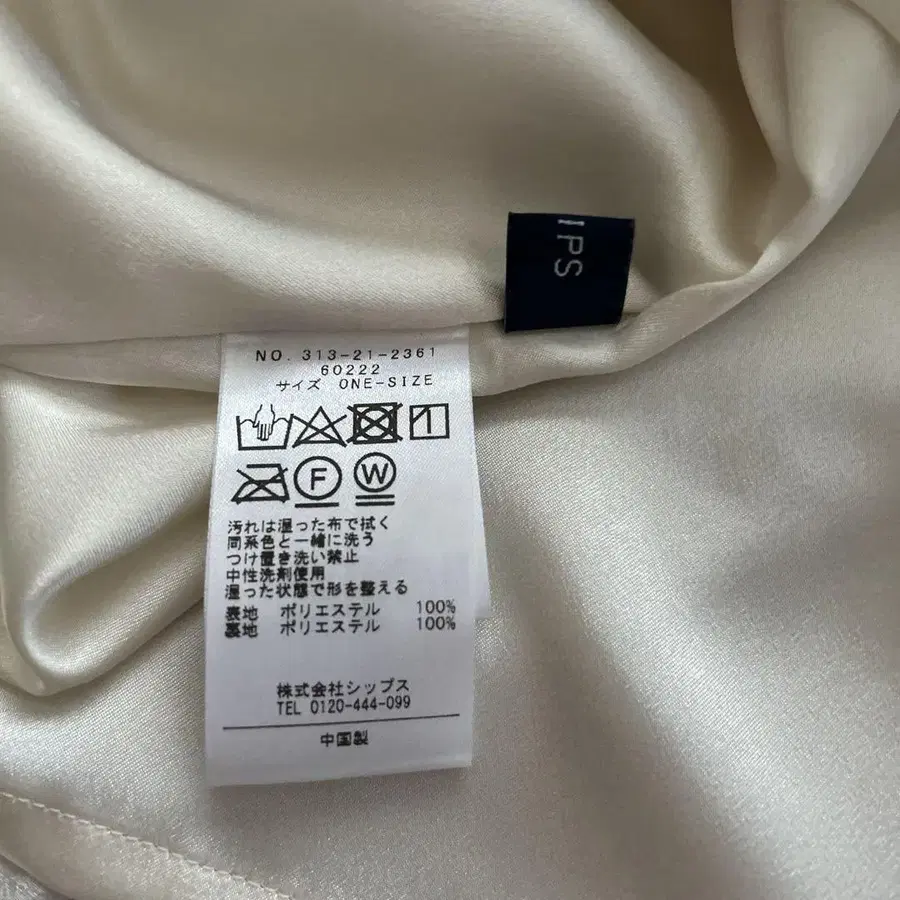 IPS
NO. 313-21-2361
60222
サイズ ONE-SIZE
F W
汚れは湿った布で拭く
同系色と一緒に洗う
つけ置き洗い禁止
中性洗剤使用
湿った状態で形を整える
表地 ポリエステル 100%
裏地 ポリエステル 100%
株式会社シップス
TEL 0120-444-099
中国製